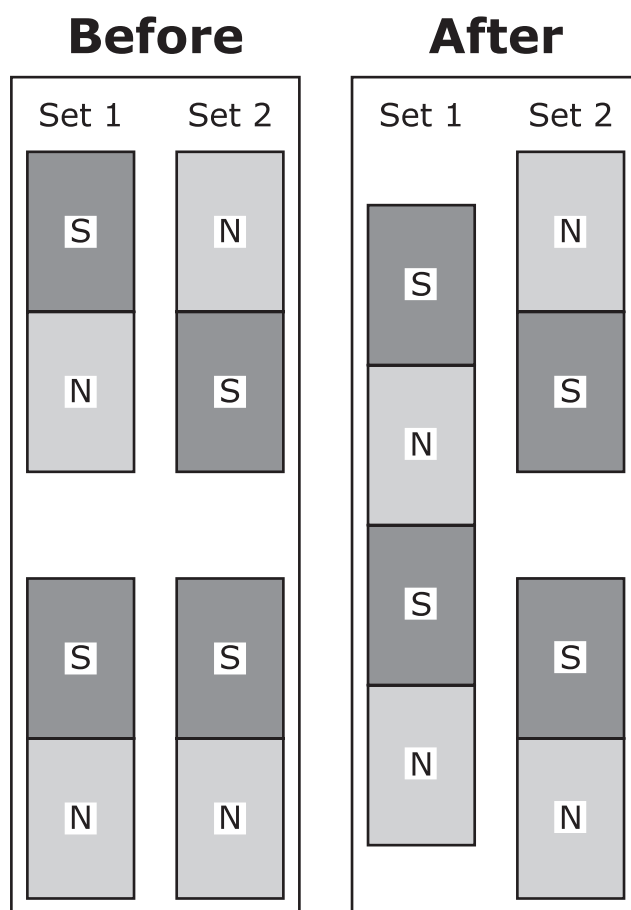 Before After
Set 1 Set 2 Set 1 Set 2
S N N
S
N S S
N
S
S S S
N
N N N